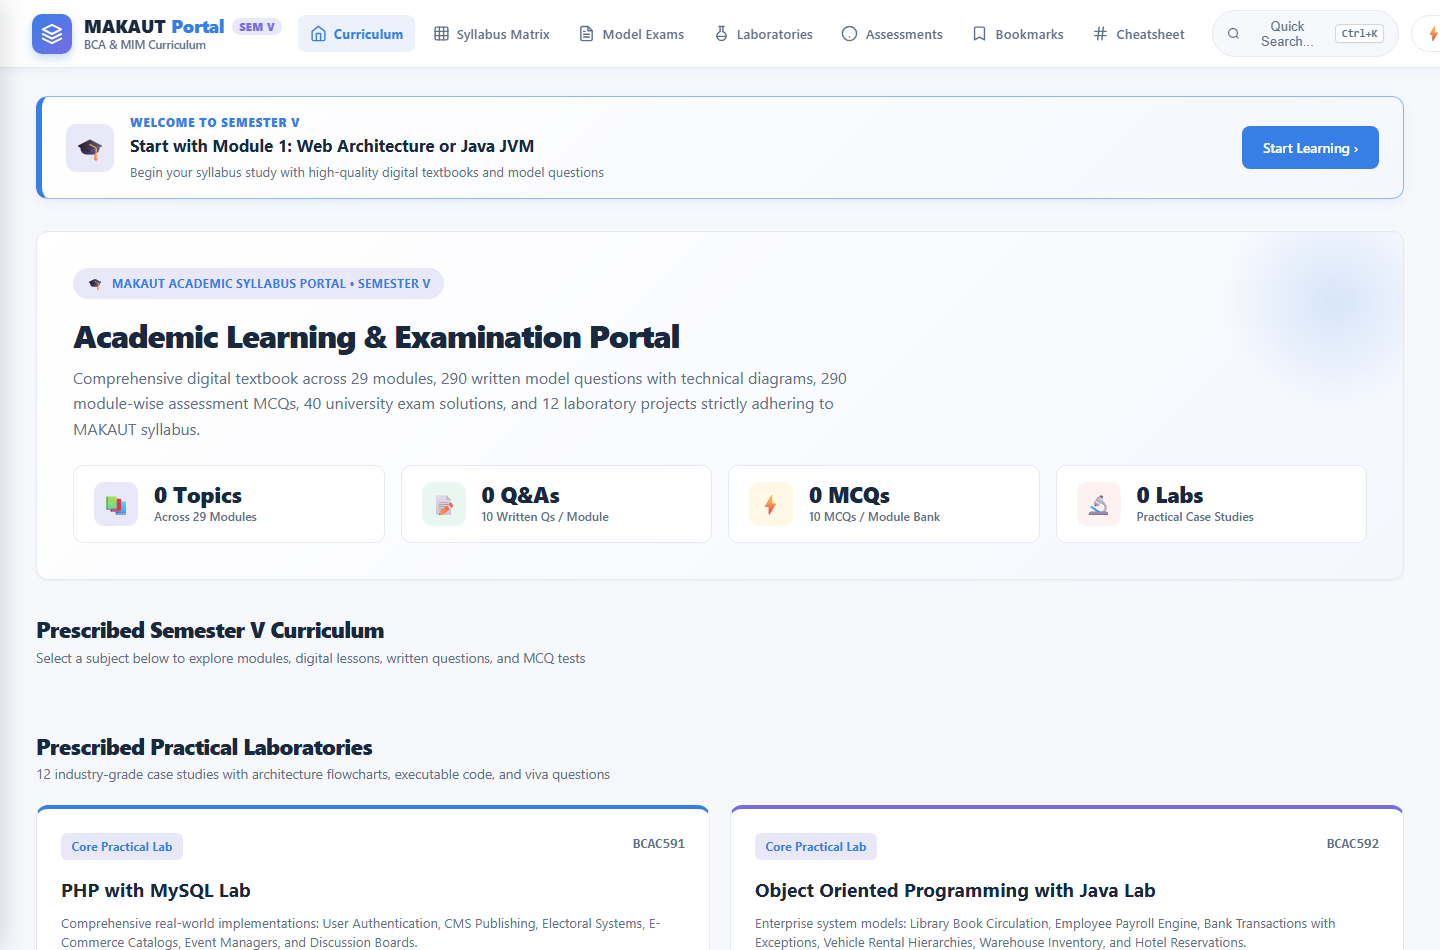 MAKAUT Portal SEM V
BCA & MIM Curriculum
Curriculum
Syllabus Matrix
Model Exams
Laboratories
Assessments
Bookmarks
Cheatsheet
Quick
Search...
Ctrl+K
WELCOME TO SEMESTER V
Start with Module 1: Web Architecture or Java JVM
Begin your syllabus study with high-quality digital textbooks and model questions
Start Learning ›
MAKAUT ACADEMIC SYLLABUS PORTAL • SEMESTER V
Academic Learning & Examination Portal
Comprehensive digital textbook across 29 modules, 290 written model questions with technical diagrams, 290
module-wise assessment MCQs, 40 university exam solutions, and 12 laboratory projects strictly adhering to
MAKAUT syllabus.
0 Topics
Across 29 Modules
0 Q&As
10 Written Qs / Module
0 MCQs
10 MCQs / Module Bank
0 Labs
Practical Case Studies
Prescribed Semester V Curriculum
Select a subject below to explore modules, digital lessons, written questions, and MCQ tests
Prescribed Practical Laboratories
12 industry-grade case studies with architecture flowcharts, executable code, and viva questions
Core Practical Lab
BCAC591
PHP with MySQL Lab
Comprehensive real-world implementations: User Authentication, CMS Publishing, Electoral Systems, E-
Commerce Catalogs, Event Managers, and Discussion Boards.
Core Practical Lab
BCAC592
Object Oriented Programming with Java Lab
Enterprise system models: Library Book Circulation, Employee Payroll Engine, Bank Transactions with
Exceptions, Vehicle Rental Hierarchies, Warehouse Inventory, and Hotel Reservations.